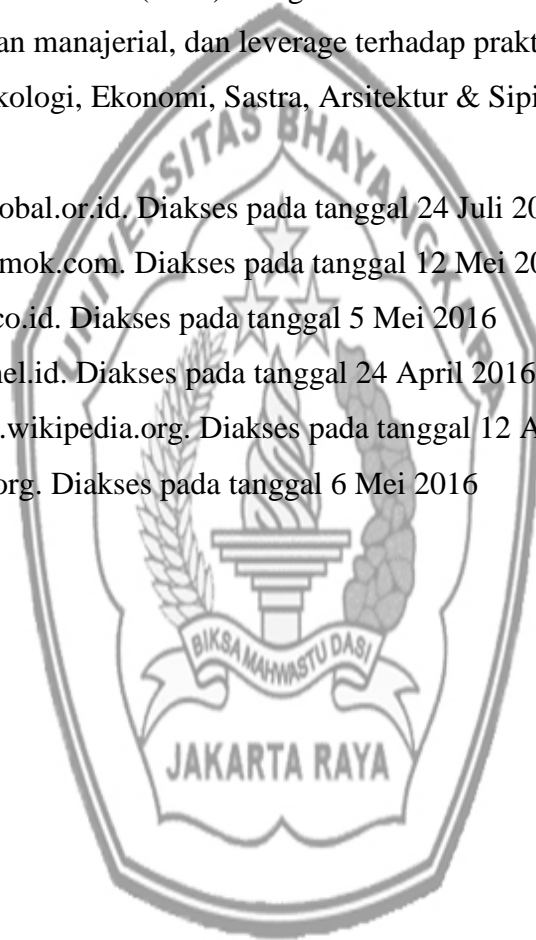 an manajerial, dan leverage terhadap prakt
kologi, Ekonomi, Sastra, Arsitektur & Sipi
obal.or.id. Diakses pada tanggal 24 Juli 20
mok.com. Diakses pada tanggal 12 Mei 20
co.id. Diakses pada tanggal 5 Mei 2016
nel.id. Diakses pada tanggal 24 April 2016
.wikipedia.org. Diakses pada tanggal 12 A
org. Diakses pada tanggal 6 Mei 2016
UNIVERSITAS BHAYANGKARA
BIKSA MAHWASTU DASI
JAKARTA RAYA